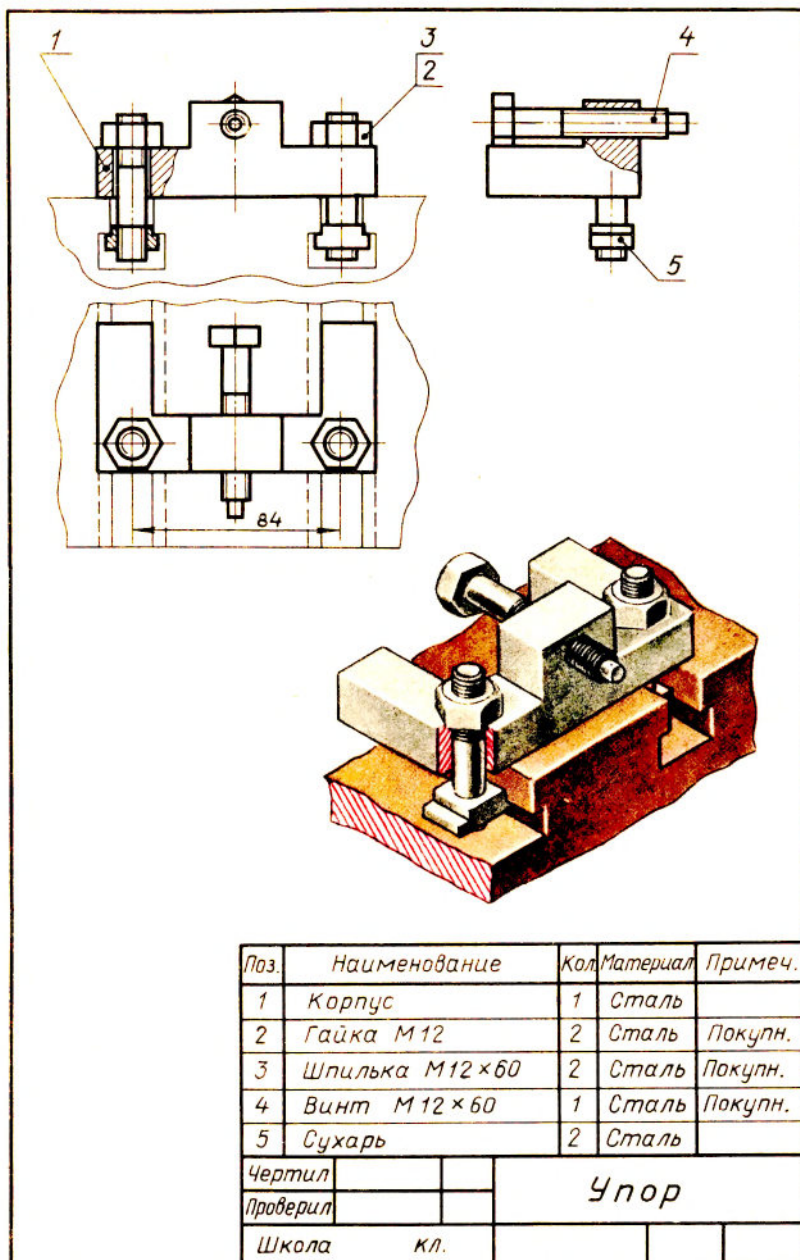 1
3
2
4
5
84
Поз. Наименование Кол. Материал Примеч.
1 Корпус 1 Сталь
2 Гайка М12 2 Сталь Покупн.
3 Шпилька М12×60 2 Сталь Покупн.
4 Винт М12×60 1 Сталь Покупн.
5 Сухарь 2 Сталь
Чертил
Упор
Проверил
Школа кл.